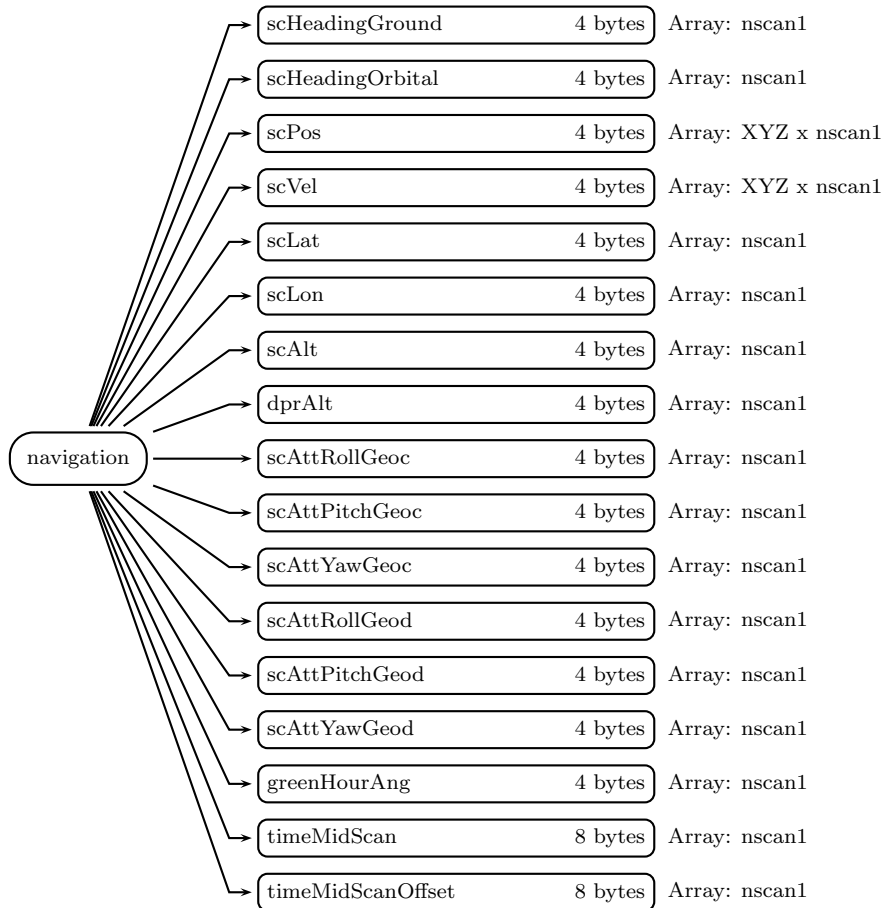 scHeadingGround 4 bytes Array: nscan1
scHeadingOrbital 4 bytes Array: nscan1
scPos 4 bytes Array: XYZ x nscan1
scVel 4 bytes Array: XYZ x nscan1
scLat 4 bytes Array: nscan1
scLon 4 bytes Array: nscan1
scAlt 4 bytes Array: nscan1
dprAlt 4 bytes Array: nscan1
navigation scAttRollGeoc 4 bytes Array: nscan1
scAttPitchGeoc 4 bytes Array: nscan1
scAttYawGeoc 4 bytes Array: nscan1
scAttRollGeod 4 bytes Array: nscan1
scAttPitchGeod 4 bytes Array: nscan1
scAttYawGeod 4 bytes Array: nscan1
greenHourAng 4 bytes Array: nscan1
timeMidScan 8 bytes Array: nscan1
timeMidScanOffset 8 bytes Array: nscan1